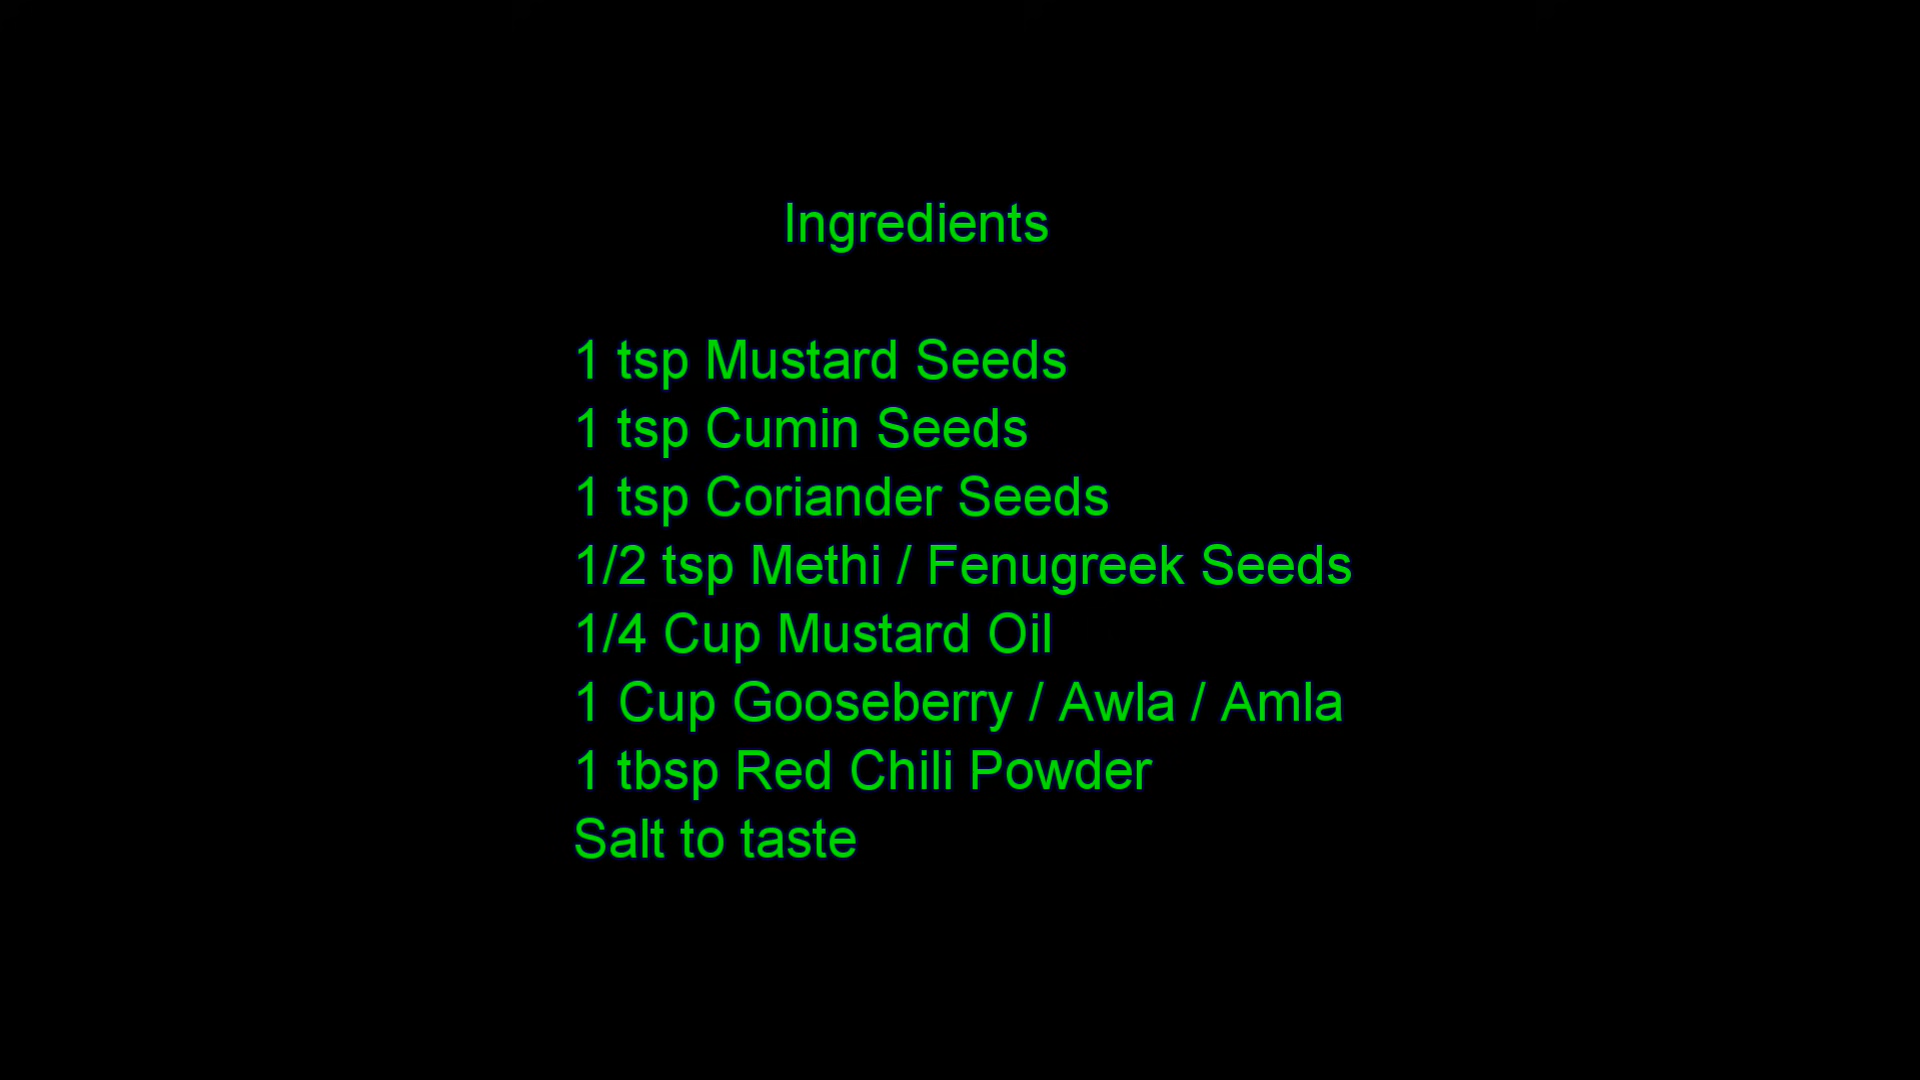 Ingredients
1 tsp Mustard Seeds
1 tsp Cumin Seeds
1 tsp Coriander Seeds
1/2 tsp Methi / Fenugreek Seeds
1/4 Cup Mustard Oil
1 Cup Gooseberry / Awla / Amla
1 tbsp Red Chili Powder
Salt to taste